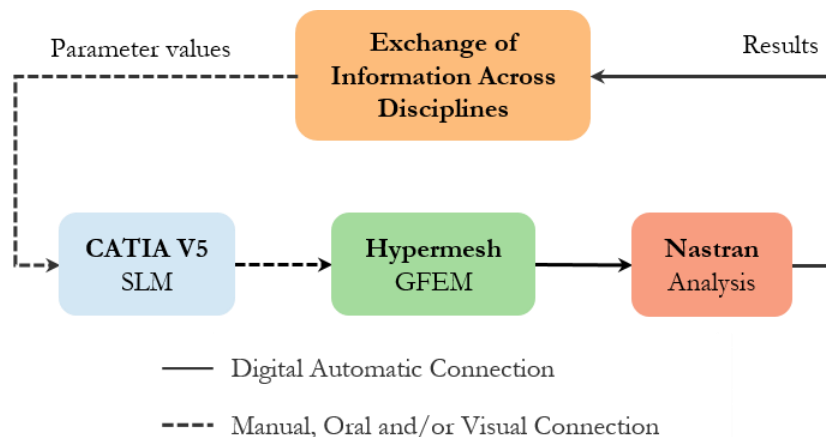 Parameter values
Exchange of
Information Across
Disciplines
Results
CATIA V5
SLM
Hypermesh
GFEM
Nastran
Analysis
Digital Automatic Connection
Manual, Oral and/or Visual Connection